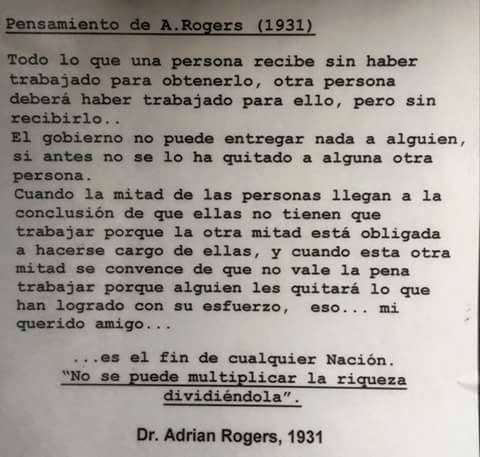 Pensamiento de A.Rogers (1931)
Todo lo que una persona recibe sin haber
trabajado para obtenerlo, otra persona
deberá haber trabajado para ello, pero sin
recibirlo..
El gobierno no puede entregar nada a alguien,
si antes no se lo ha quitado a alguna otra
persona.
Cuando la mitad de las personas llegan a la
conclusión de que ellas no tienen que
trabajar porque la otra mitad está obligada
a hacerse cargo de ellas, y cuando esta otra
mitad se convence de que no vale la pena
trabajar porque alguien les quitará lo que
han logrado con su esfuerzo, eso... mi
querido amigo...
...es el fin de cualquier Nación.
"No se puede multiplicar la riqueza
dividiéndola".
Dr. Adrian Rogers, 1931